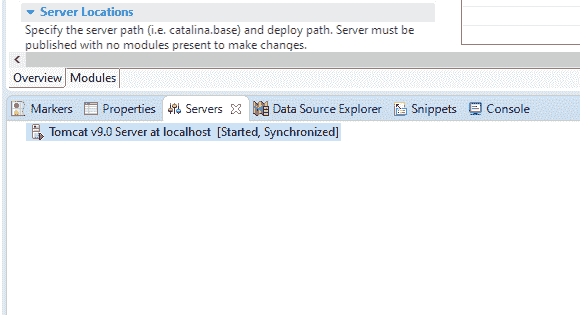 Server Locations
Specify the server path (i.e. catalina.base) and deploy path. Server must be
published with no modules present to make changes.
Overview Modules
Markers Properties Servers Data Source Explorer Snippets Console
Tomcat v9.0 Server at localhost [Started, Synchronized]